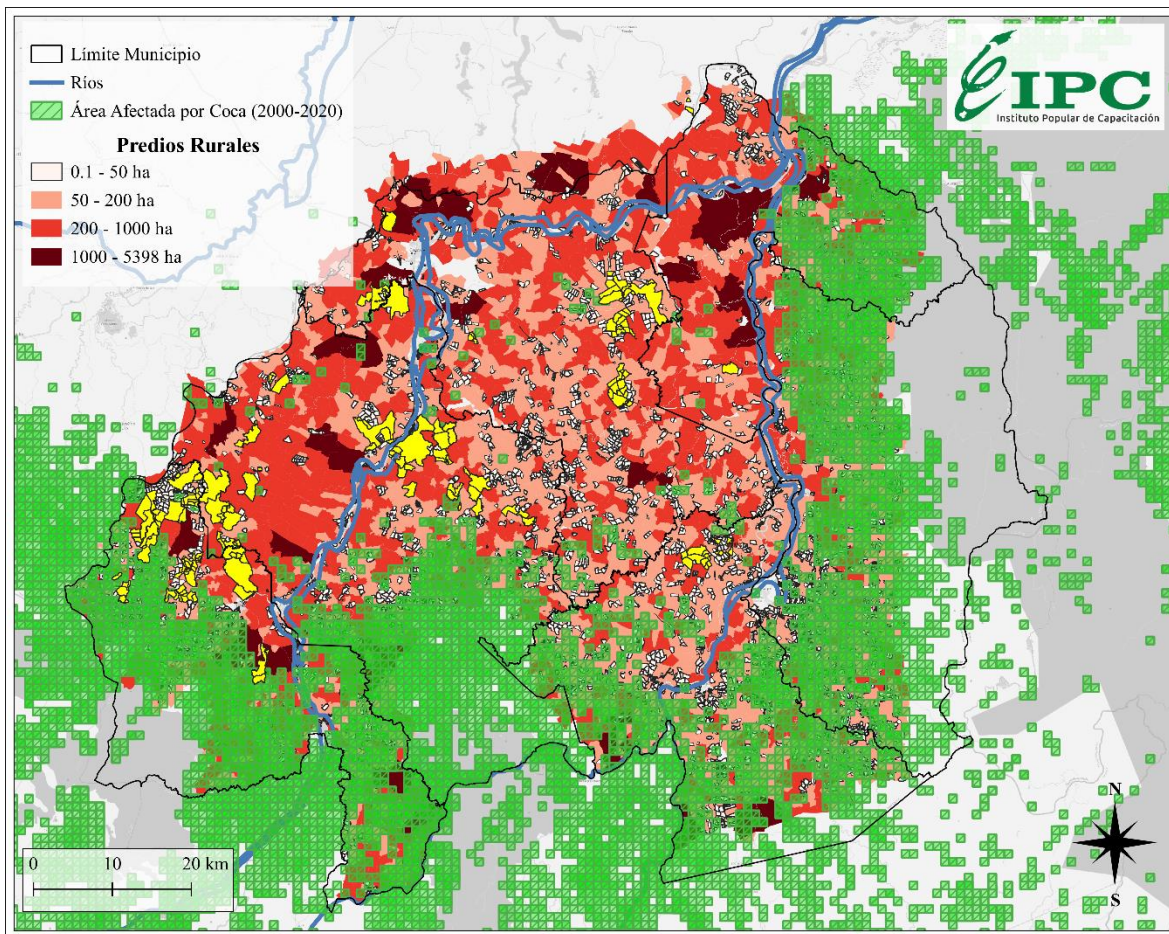 Límite Municipio
Ríos
Área Afectada por Coca (2000-2020)
Predios Rurales
0.1 - 50 ha
50 - 200 ha
200 - 1000 ha
1000 - 5398 ha
IPC
Instituto Popular de Capacitación
N
S
0 10 20 km